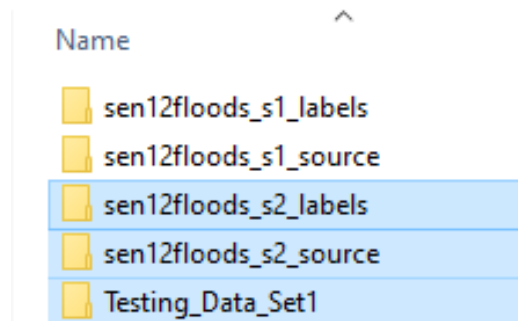 Name
sen12floods_s1_labels
sen12floods_s1_source
sen12floods_s2_labels
sen12floods_s2_source
Testing_Data_Set1